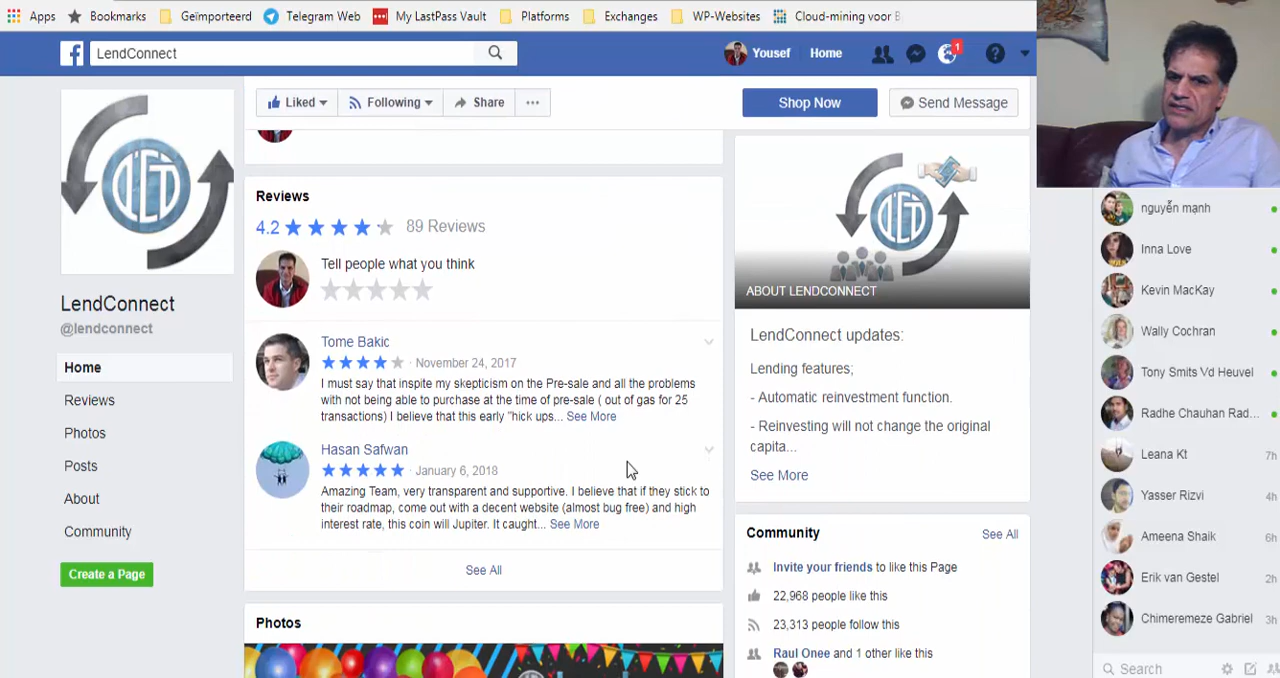 Apps Bookmarks Geïmporteerd Telegram Web My LastPass Vault Platforms Exchanges WP-Websites Cloud-mining voor
LendConnect
Yousef Home 1 ?
Liked Following Share ...
Shop Now Send Message
LendConnect
@lendconnect
Home
Reviews
Photos
Posts
About
Community
Create a Page
Reviews
4.2 89 Reviews
Tell people what you think
Tome Bakic
· November 24, 2017
I must say that inspite my skepticism on the Pre-sale and all the problems
with not being able to purchase at the time of pre-sale ( out of gas for 25
transactions) I believe that this early "hick ups... See More
Hasan Safwan
· January 6, 2018
Amazing Team, very transparent and supportive. I believe that if they stick to
their roadmap, come out with a decent website (almost bug free) and high
interest rate, this coin will Jupiter. It caught... See More
See All
Photos
ABOUT LENDCONNECT
LendConnect updates:
Lending features;
- Automatic reinvestment function.
- Reinvesting will not change the original
capita...
See More
Community See All
Invite your friends to like this Page
22,968 people like this
23,313 people follow this
Raul Onee and 1 other like this
nguyễn mạnh
Inna Love
Kevin MacKay
Wally Cochran
Tony Smits Vd Heuvel
Radhe Chauhan Rad...
Leana Kt 7h
Yasser Rizvi 4h
Ameena Shaik 6h
Erik van Gestel 2h
Chimeremeze Gabriel 3h
Search